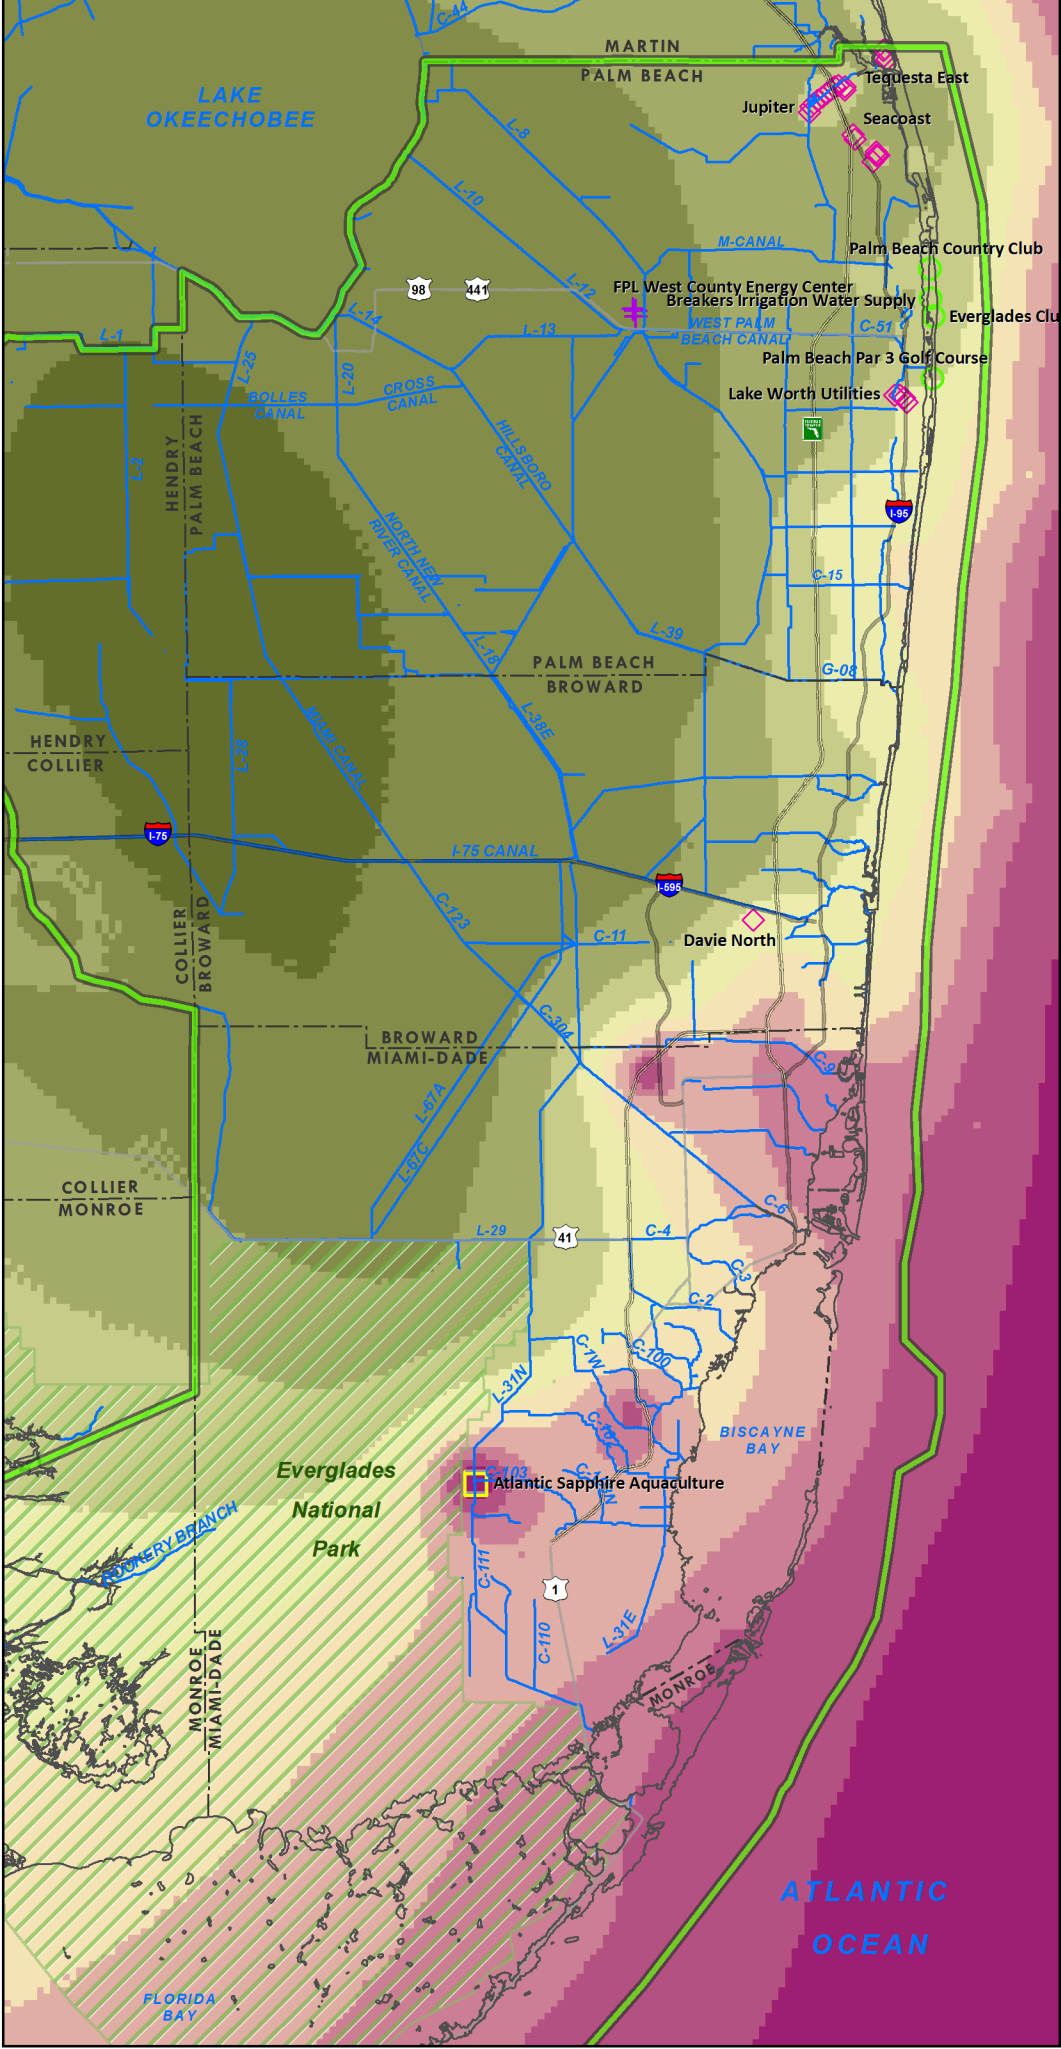 C-44
MARTIN
PALM BEACH
Tequesta East
LAKE
OKEECHOBEE
Jupiter
Seacoast
L-8
L-10
M-CANAL
Palm Beach Country Club
98
441
L-12
FPL West County Energy Center
Breakers Irrigation Water Supply
Everglades Clu
L-14
L-13
WEST PALM
BEACH CANAL
C-51
L-1
L-25
L-20
Palm Beach Par 3 Golf Course
CROSS
CANAL
BOLLES
CANAL
Lake Worth Utilities
HENDRY
PALM BEACH
L-2
HILLSBORO
CANAL
I-95
NORTH NEW
RIVER CANAL
C-15
L-39
L-18
PALM BEACH
BROWARD
G-08
L-38E
MIAMI CANAL
HENDRY
COLLIER
L-28
I-75
I-75 CANAL
I-595
C-123
C-11
Davie North
COLLIER
BROWARD
C-304
BROWARD
MIAMI-DADE
C-9
L-67A
L-67C
COLLIER
MONROE
C-6
L-29
41
C-4
C-3
C-2
C-1W
C-100
L-31N
BISCAYNE
BAY
Everglades
National
Park
C-103
Atlantic Sapphire Aquaculture
ROOKERY BRANCH
C-111
1
C-110
L-31E
MONROE
MIAMI-DADE
MONROE
ATLANTIC
OCEAN
FLORIDA
BAY